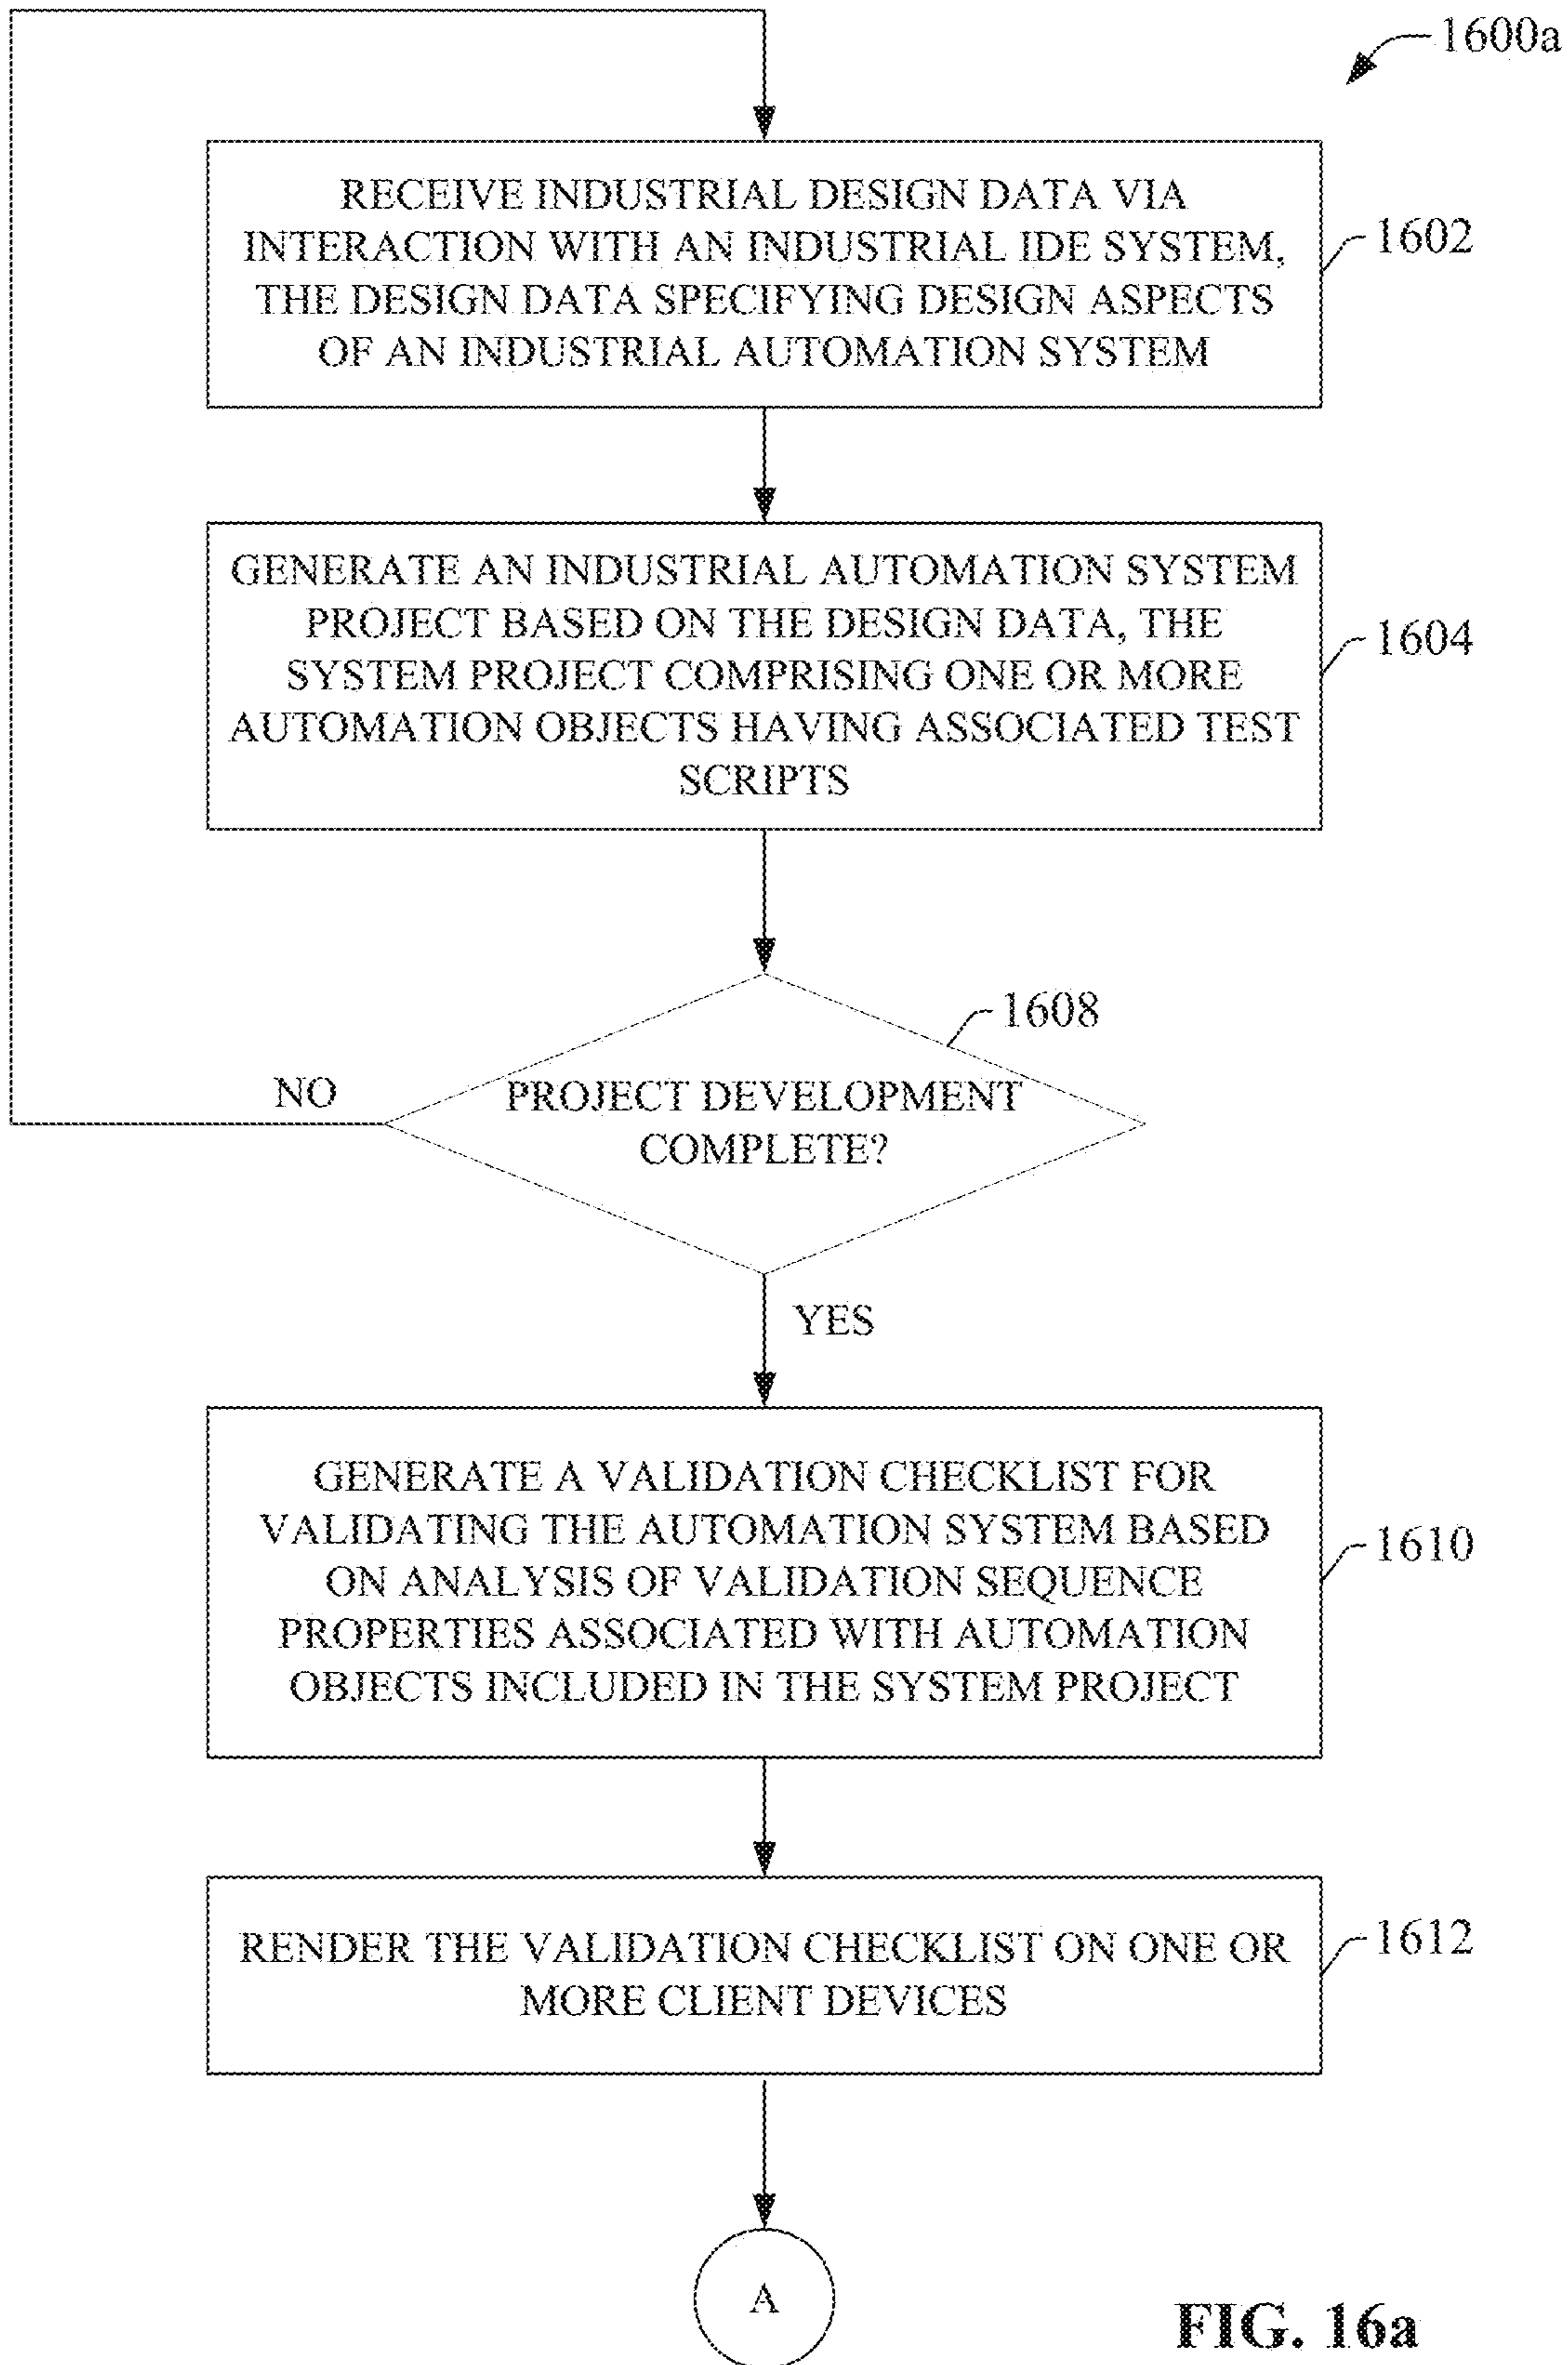 1600a
RECEIVE INDUSTRIAL DESIGN DATA VIA
INTERACTION WITH AN INDUSTRIAL IDE SYSTEM,
THE DESIGN DATA SPECIFYING DESIGN ASPECTS
OF AN INDUSTRIAL AUTOMATION SYSTEM
1602
GENERATE AN INDUSTRIAL AUTOMATION SYSTEM
PROJECT BASED ON THE DESIGN DATA, THE
SYSTEM PROJECT COMPRISING ONE OR MORE
AUTOMATION OBJECTS HAVING ASSOCIATED TEST
SCRIPTS
1604
1608
NO
PROJECT DEVELOPMENT
COMPLETE?
YES
GENERATE A VALIDATION CHECKLIST FOR
VALIDATING THE AUTOMATION SYSTEM BASED
ON ANALYSIS OF VALIDATION SEQUENCE
PROPERTIES ASSOCIATED WITH AUTOMATION
OBJECTS INCLUDED IN THE SYSTEM PROJECT
1610
RENDER THE VALIDATION CHECKLIST ON ONE OR
MORE CLIENT DEVICES
1612
A
FIG. 16a